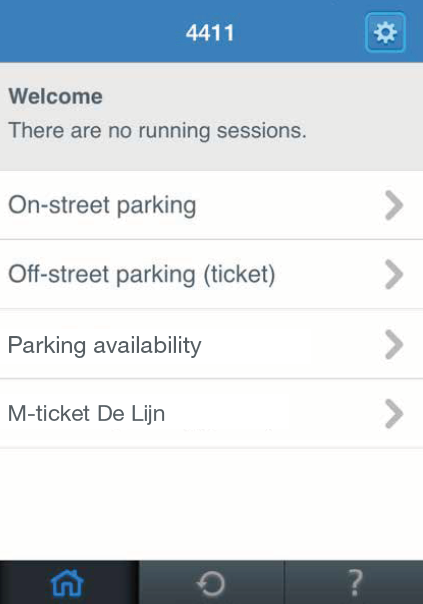 4411
Welcome
There are no running sessions.
On-street parking
Off-street parking (ticket)
Parking availability
M-ticket De Lijn
?